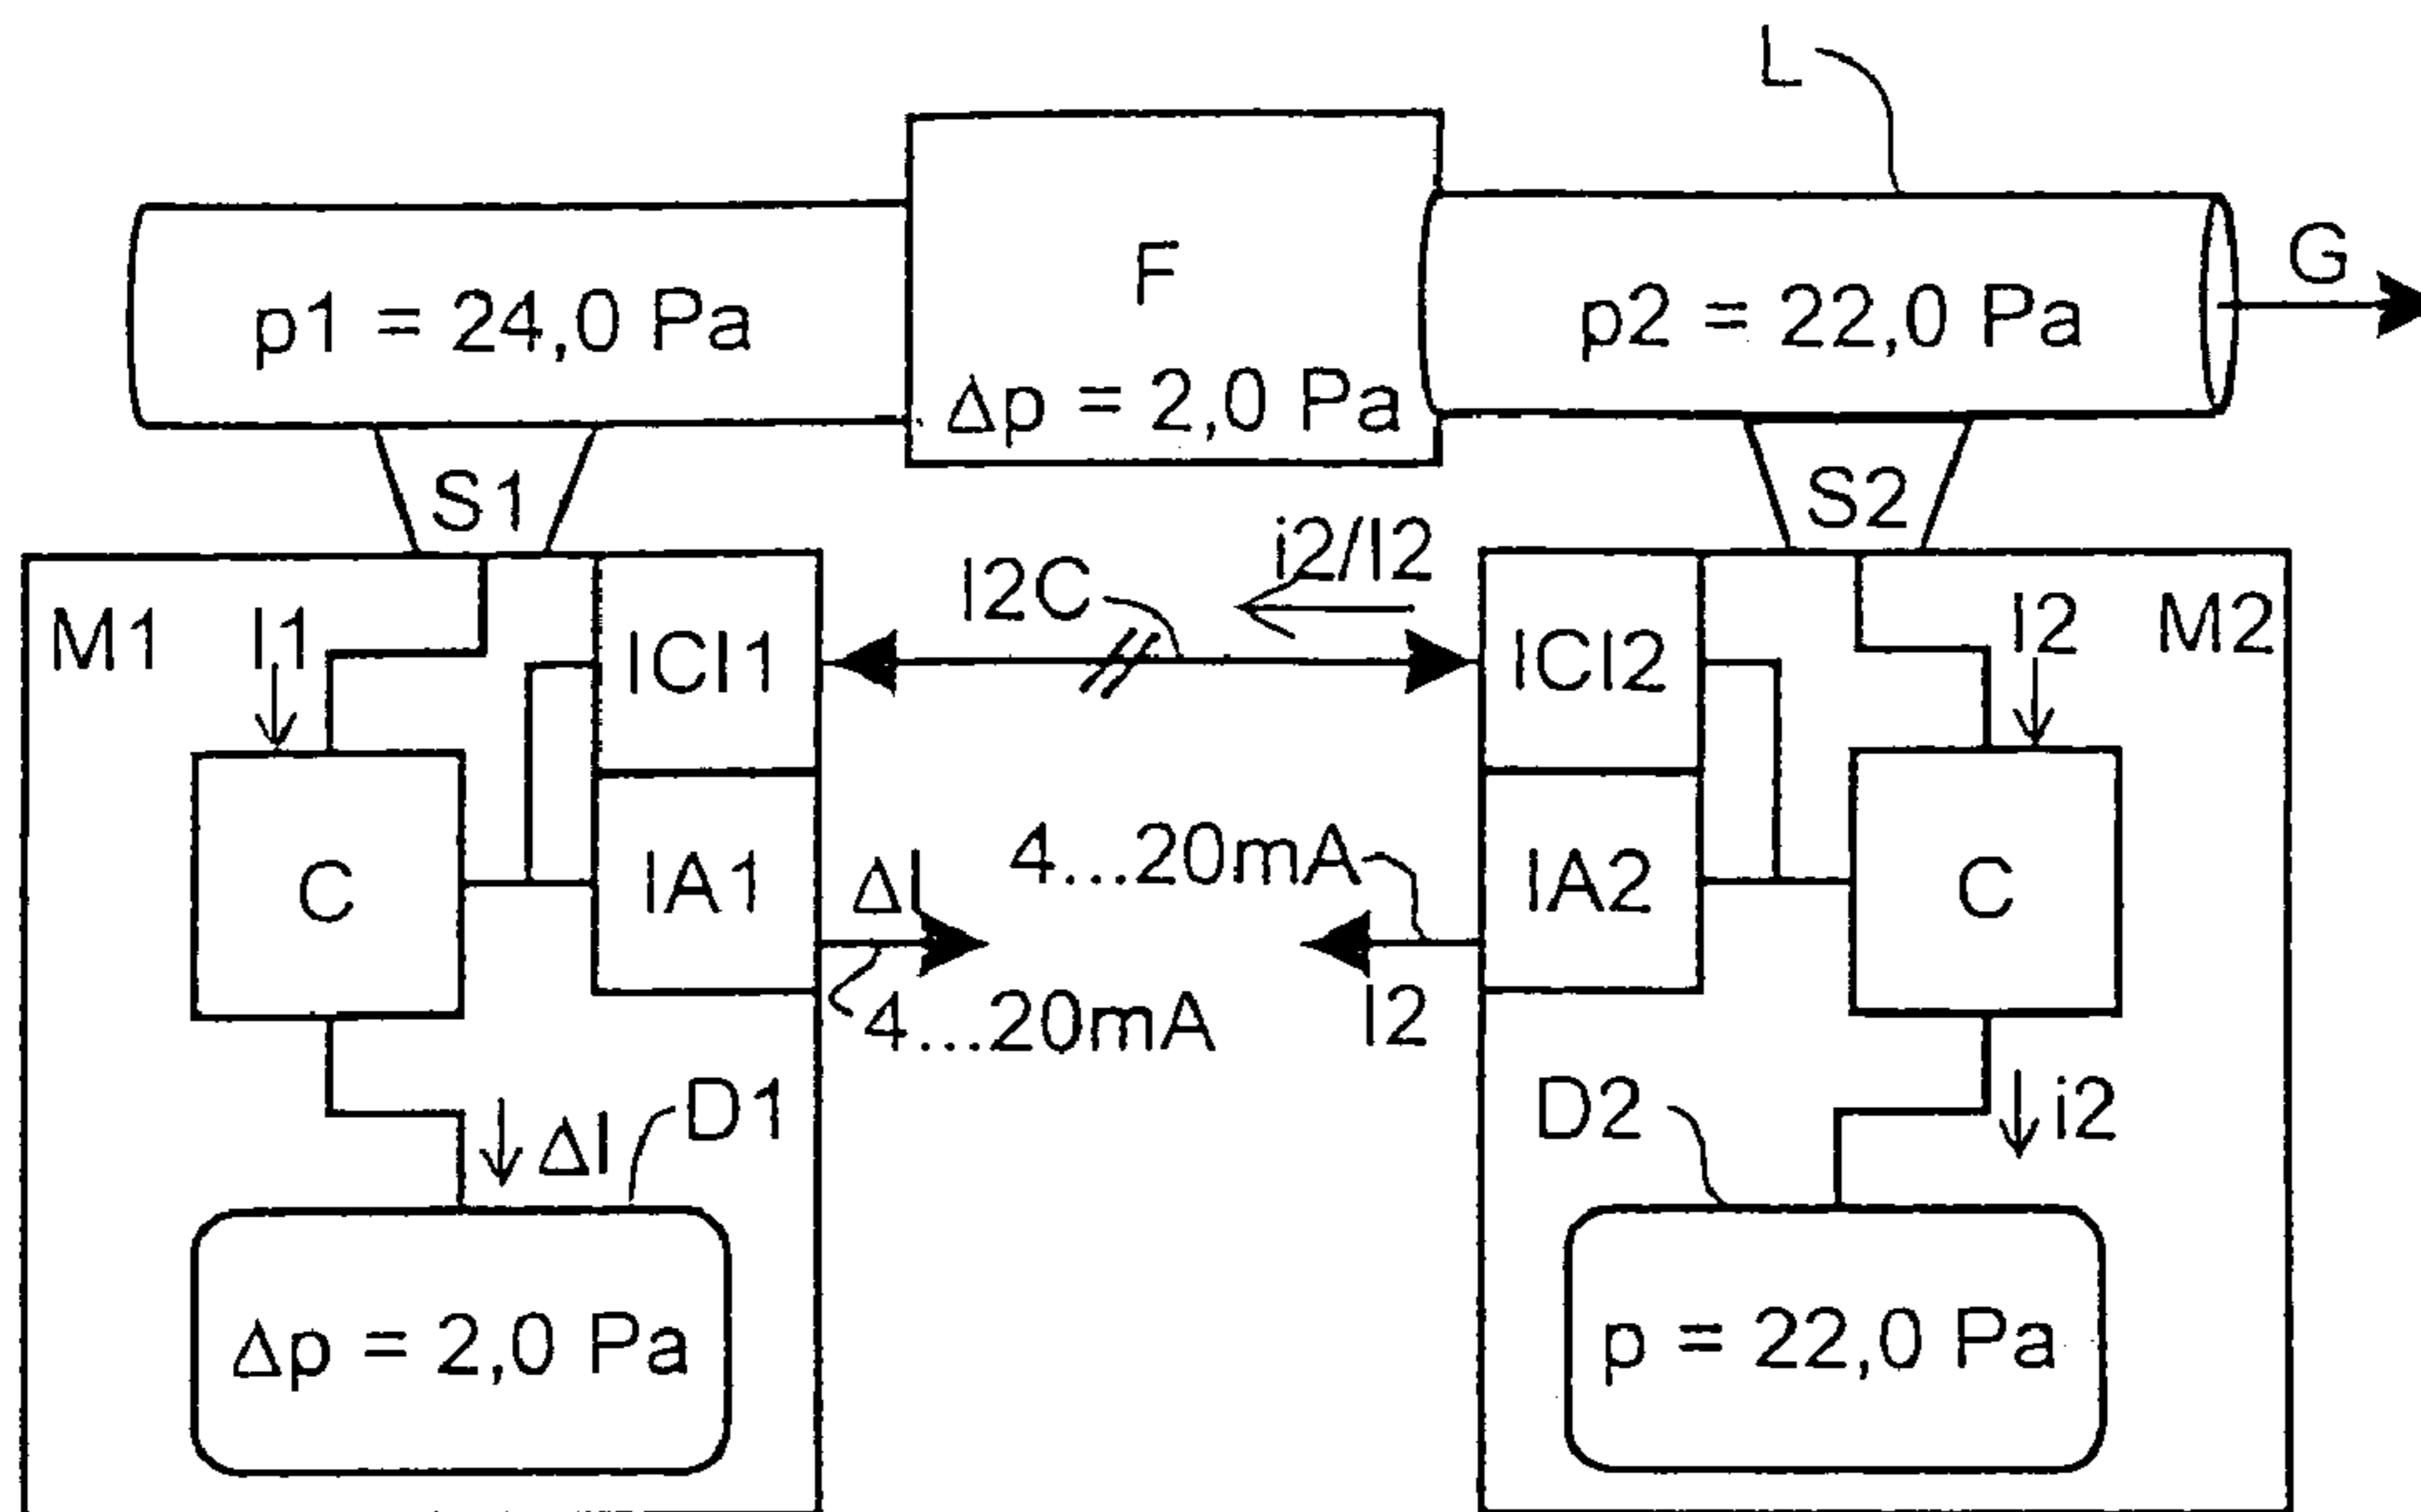 L
F
G
p1 = 24,0 Pa
p2 = 22,0 Pa
Δp = 2,0 Pa
S1
S2
i2/I2
I2C
M1
I1
ICI1
ICI2
I2
M2
C
IA1
ΔI
4...20mA
IA2
C
4...20mA
I2
ΔI
D1
D2
i2
Δp = 2,0 Pa
p = 22,0 Pa